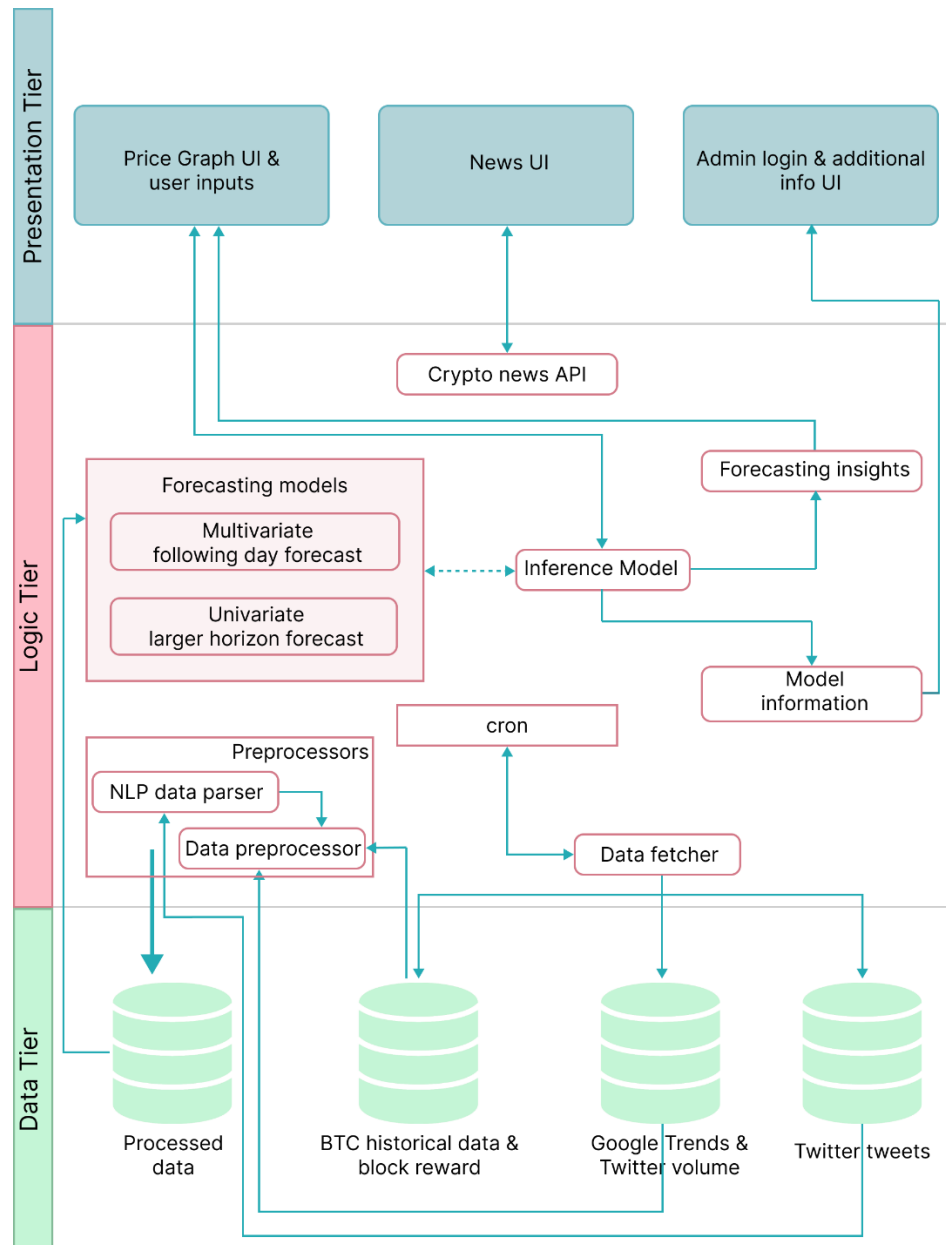 Presentation Tier
Price Graph UI &
user inputs
News UI
Admin login & additional
info UI
Logic Tier
Crypto news API
Forecasting insights
Forecasting models
Multivariate
following day forecast
Inference Model
Univariate
larger horizon forecast
Model
information
cron
Preprocessors
NLP data parser
Data preprocessor
Data fetcher
Data Tier
Processed
data
BTC historical data &
block reward
Google Trends &
Twitter volume
Twitter tweets